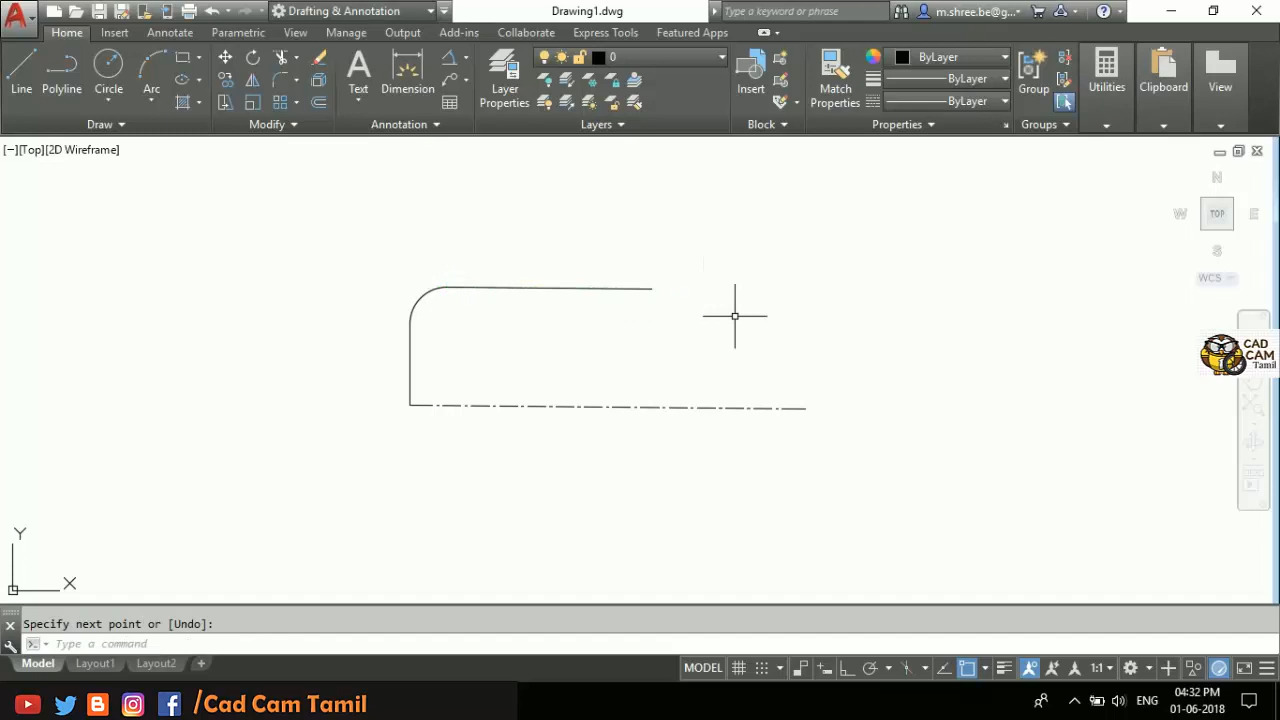 Drafting & Annotation
Drawing1.dwg
Type a keyword or phrase
m.shree.be@g...
Home
Insert
Annotate
Parametric
View
Manage
Output
Add-ins
Collaborate
Express Tools
Featured Apps
Line
Polyline
Circle
Arc
Text
Dimension
Layer
Properties
0
Insert
Match
Properties
ByLayer
ByLayer
ByLayer
Group
Utilities
Clipboard
View
Draw
Modify
Annotation
Layers
Block
Properties
Groups
[−][Top][2D Wireframe]
N
W
TOP
E
S
WCS
CAD
CAM
Tamil
Y
X
Specify next point or [Undo]:
Type a command
Model
Layout1
Layout2
+
MODEL
1:1
/Cad Cam Tamil
ENG
04:32 PM
01-06-2018